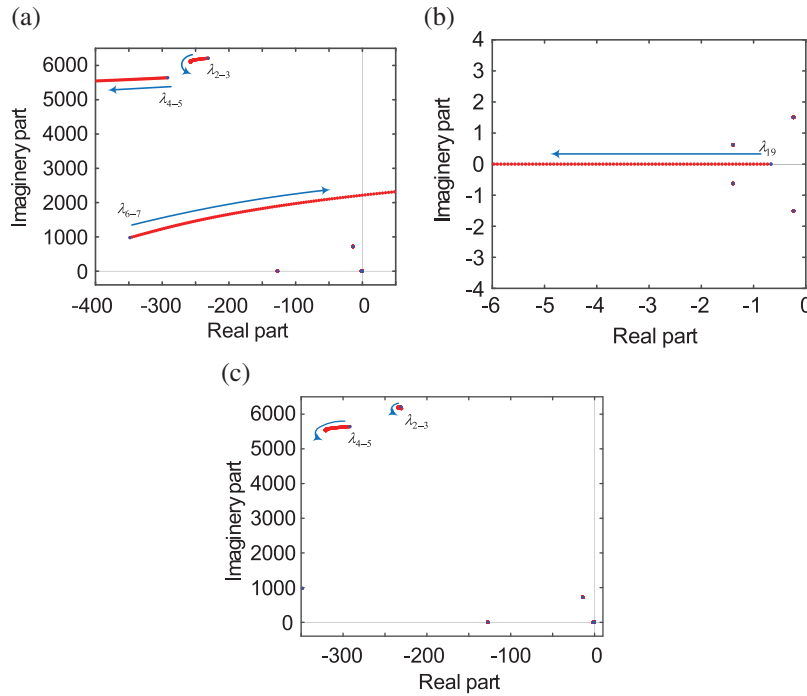 (a)
6000
5000
4000
3000
2000
1000
0
-400
-300
-200
-100
0
Real part
Imaginery part
λ2−3
λ4−5
λ6−7
(b)
4
3
2
1
0
-1
-2
-3
-4
-6
-5
-4
-3
-2
-1
0
Real part
Imaginery part
λ19
(c)
6000
5000
4000
3000
2000
1000
0
-300
-200
-100
0
Real part
Imaginery part
λ2−3
λ4−5